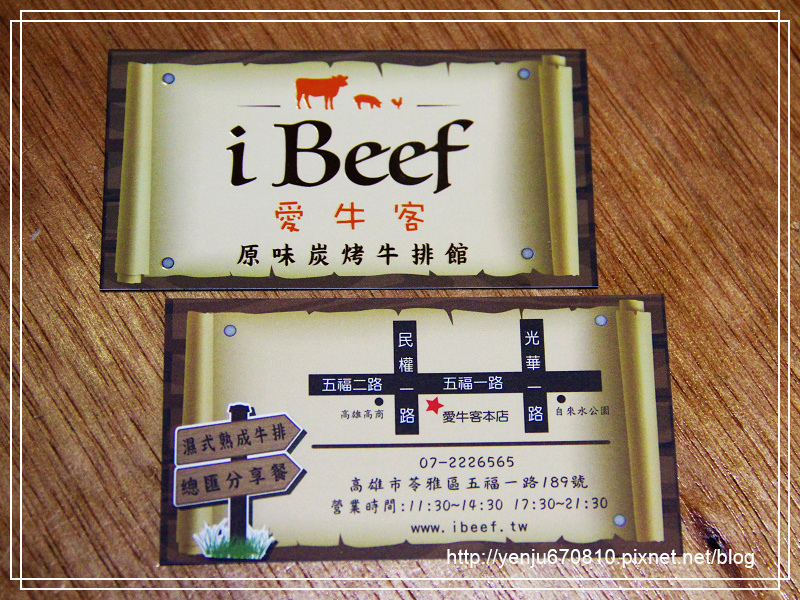 i Beef
愛牛客
原味炭烤牛排館
民權一路
光華一路
五福二路
五福一路
高雄高商
愛牛客本店
自來水公園
濕式熟成牛排
總匯分享餐
07-2226565
高雄市苓雅區五福一路189號
營業時間:11:30~14:30 17:30~21:30
www.ibeef.tw
http://yenju670810.pixnet.net/blog